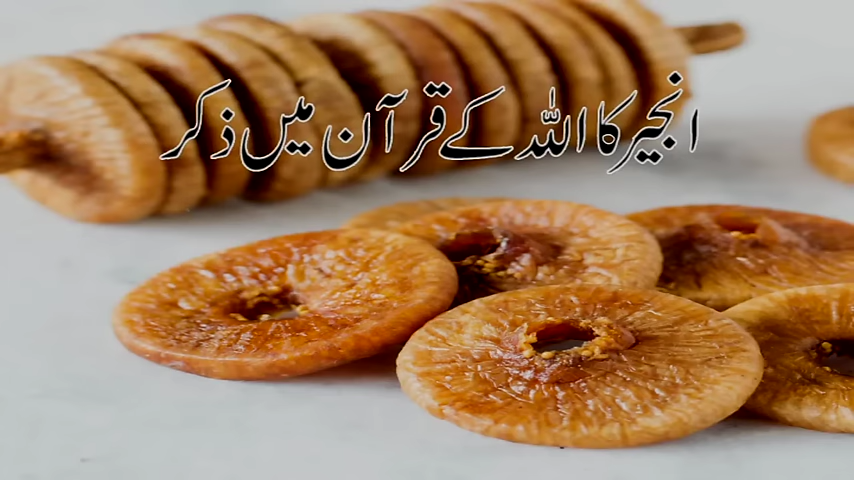 انجیر کا اللہ کے قرآن میں ذکر